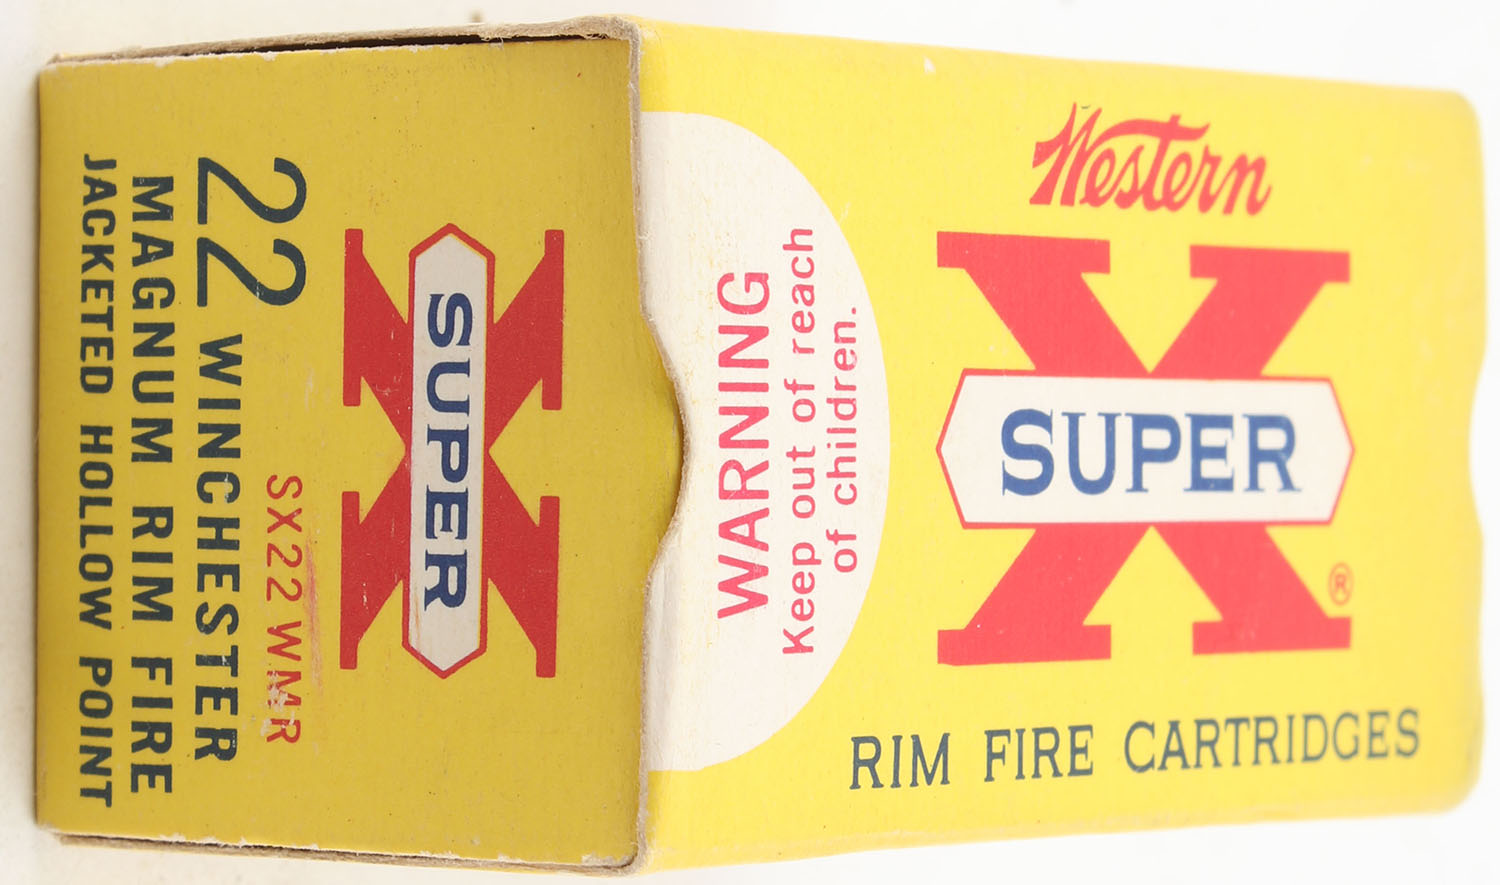 Western
X
SUPER
®
RIM FIRE CARTRIDGES
WARNING
Keep out of reach
of children.
X
SUPER
SX22WMR
22 WINCHESTER
MAGNUM RIM FIRE
JACKETED HOLLOW POINT